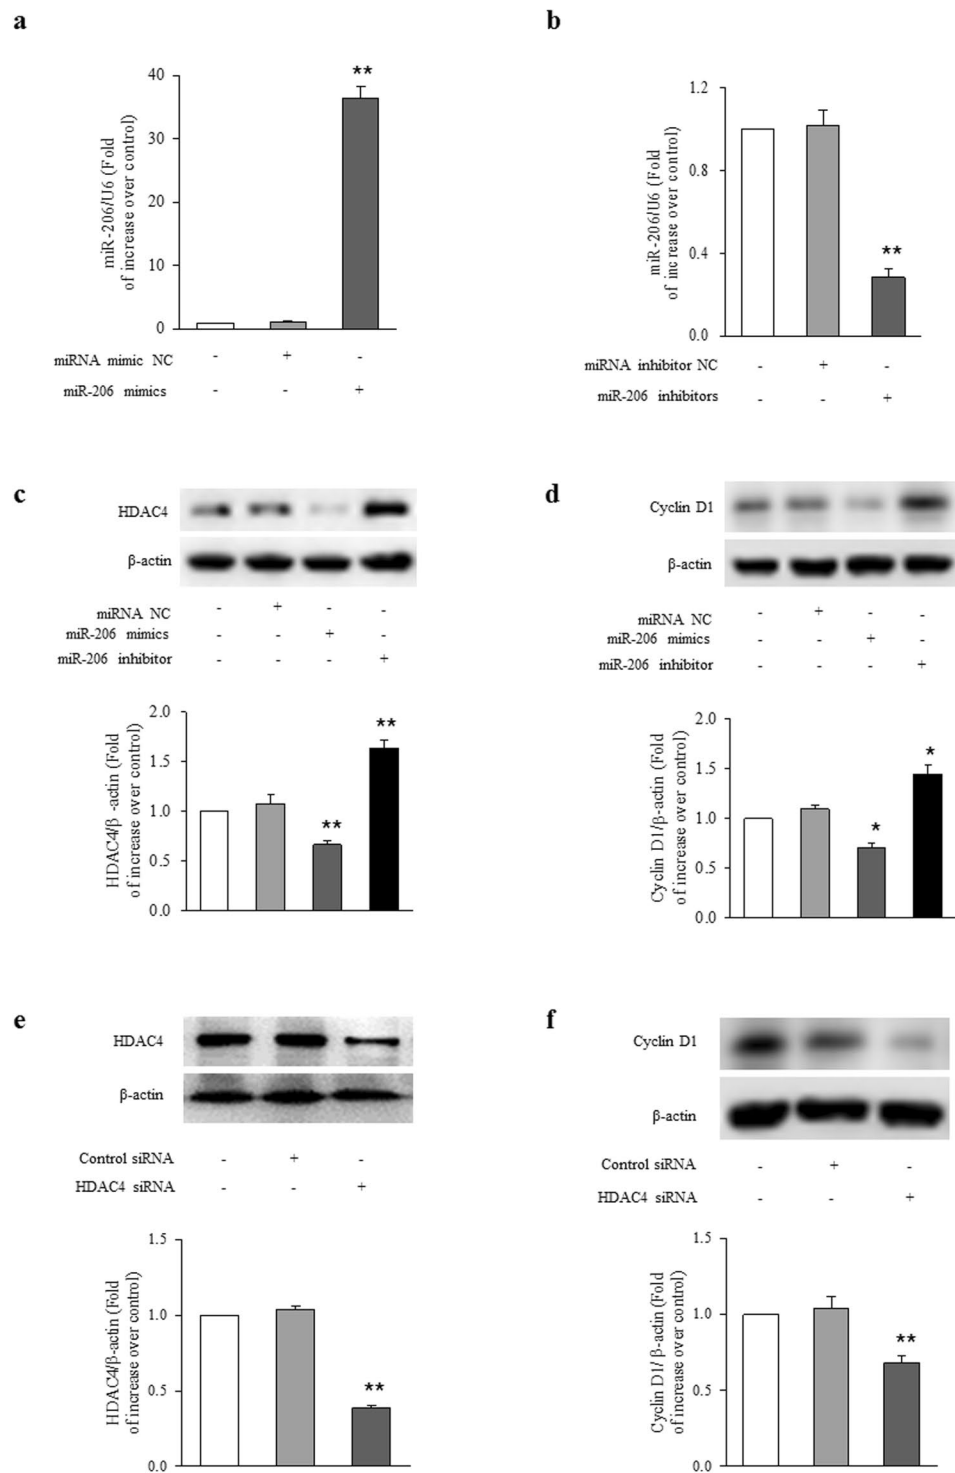 a
miR-206/U6 (Fold
of increase over control)
40
30
20
10
0
**
miRNA mimic NC - + -
miR-206 mimics - - +
b
miR-206/U6 (Fold
of increase over control)
1.2
0.8
0.4
0.0
**
miRNA inhibitor NC - + -
miR-206 inhibitors - - +
c
HDAC4
β-actin
miRNA NC - + - -
miR-206 mimics - - + -
miR-206 inhibitor - - - +
HDAC4/β -actin (Fold
of increase over control)
2.0
1.5
1.0
0.5
0.0
**
**
d
Cyclin D1
β-actin
miRNA NC - + - -
miR-206 mimics - - + -
miR-206 inhibitor - - - +
Cyclin D1/β-actin (Fold
of increase over control)
2.0
1.5
1.0
0.5
0.0
*
*
e
HDAC4
β-actin
Control siRNA - + -
HDAC4 siRNA - - +
HDAC4/β-actin (Fold
of increase over control)
1.5
1.0
0.5
0.0
**
f
Cyclin D1
β-actin
Control siRNA - + -
HDAC4 siRNA - - +
Cyclin D1/ β-actin (Fold
of increase over control)
1.5
1.0
0.5
0.0
**